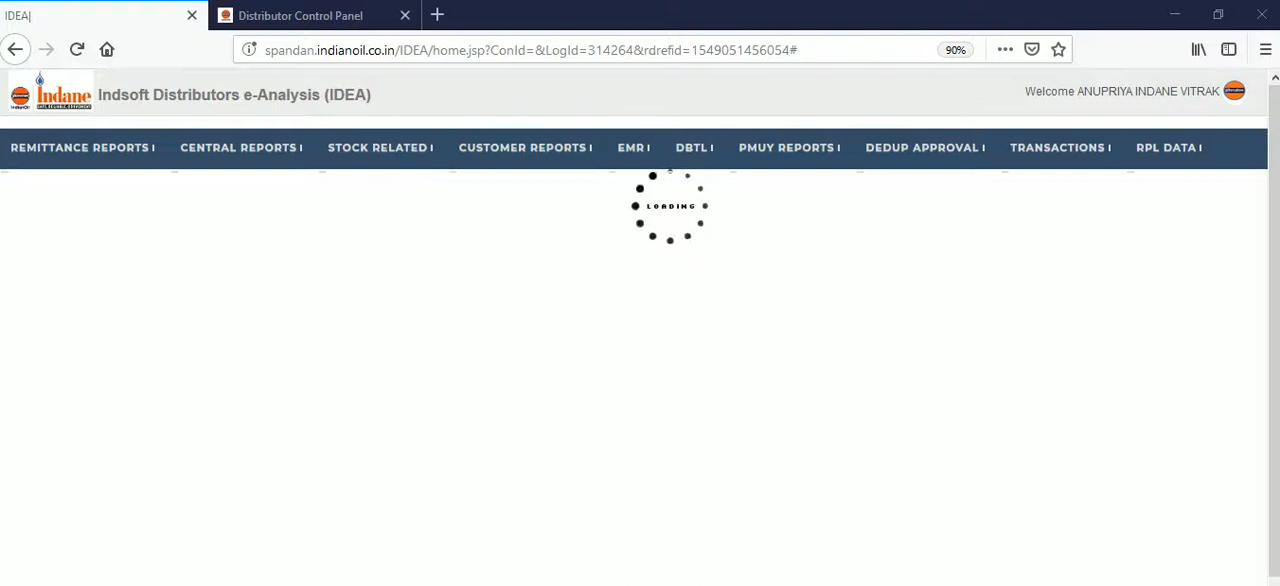 IDEA|
Distributor Control Panel
spandan.indianoil.co.in/IDEA/home.jsp?ConId=&LogId=314264&rdrefid=1549051456054#
90%
Indane
Indsoft Distributors e-Analysis (IDEA)
Welcome ANUPRIYA INDANE VITRAK
REMITTANCE REPORTS CENTRAL REPORTS STOCK RELATED CUSTOMER REPORTS EMR DBTL PMUY REPORTS DEDUP APPROVAL TRANSACTIONS RPL DATA
LOADING